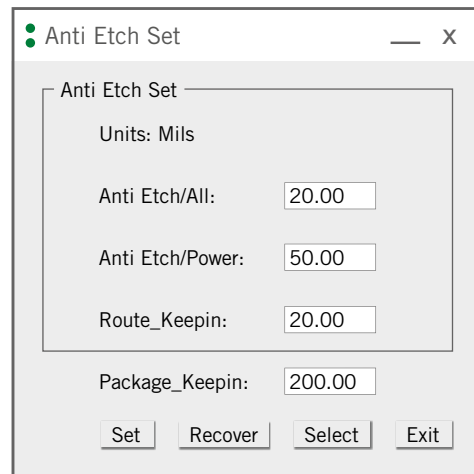 Anti Etch Set
x
Anti Etch Set
Units: Mils
Anti Etch/All: 20.00
Anti Etch/Power: 50.00
Route_Keepin: 20.00
Package_Keepin: 200.00
Set Recover Select Exit